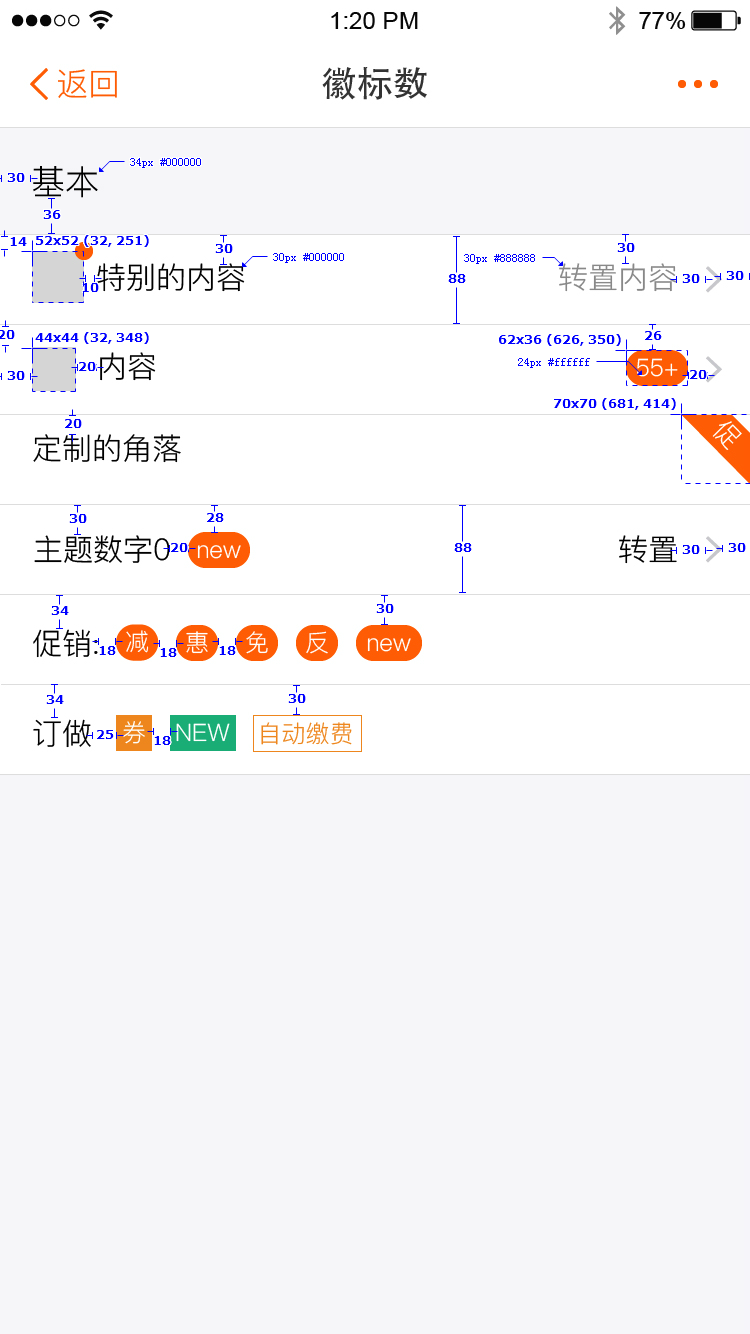 1:20 PM 77%
返回 徽标数
34px #000000
30 基本
36
14 52x52 (32, 251) 30 30px #000000 88 30px #888888 30
10 特别的内容 转置内容 30 30
20 44x44 (32, 348) 62x36 (626, 350) 26
24px #ffffff
30 20 内容 55+ 20
70x70 (681, 414)
20
定制的角落 促
30 28
主题数字0 20 new 88 转置 30 30
34 30
促销: 18 减 18 惠 18 免 反 new
34 30
订做 25 券 18 NEW 自动缴费